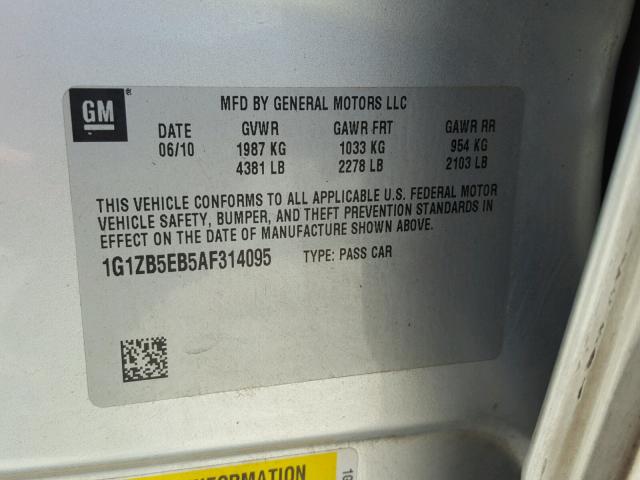 GM
MFD BY GENERAL MOTORS LLC
DATE GVWR GAWR FRT GAWR RR
06/10 1987 KG 1033 KG 954 KG
4381 LB 2278 LB 2103 LB
THIS VEHICLE CONFORMS TO ALL APPLICABLE U.S. FEDERAL MOTOR
VEHICLE SAFETY, BUMPER, AND THEFT PREVENTION STANDARDS IN
EFFECT ON THE DATE OF MANUFACTURE SHOWN ABOVE.
1G1ZB5EB5AF314095 TYPE: PASS CAR
INFORMATION